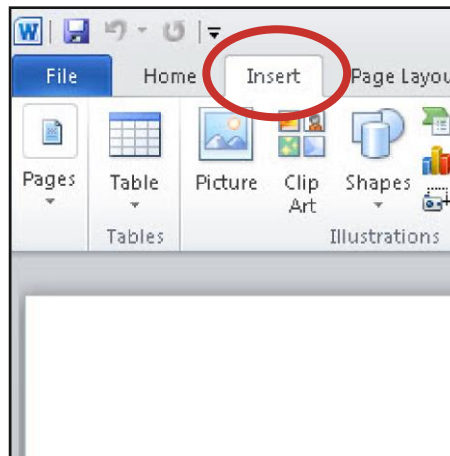 W
File Home Insert Page Layou
Pages Table Picture Clip Art Shapes
Tables Illustrations